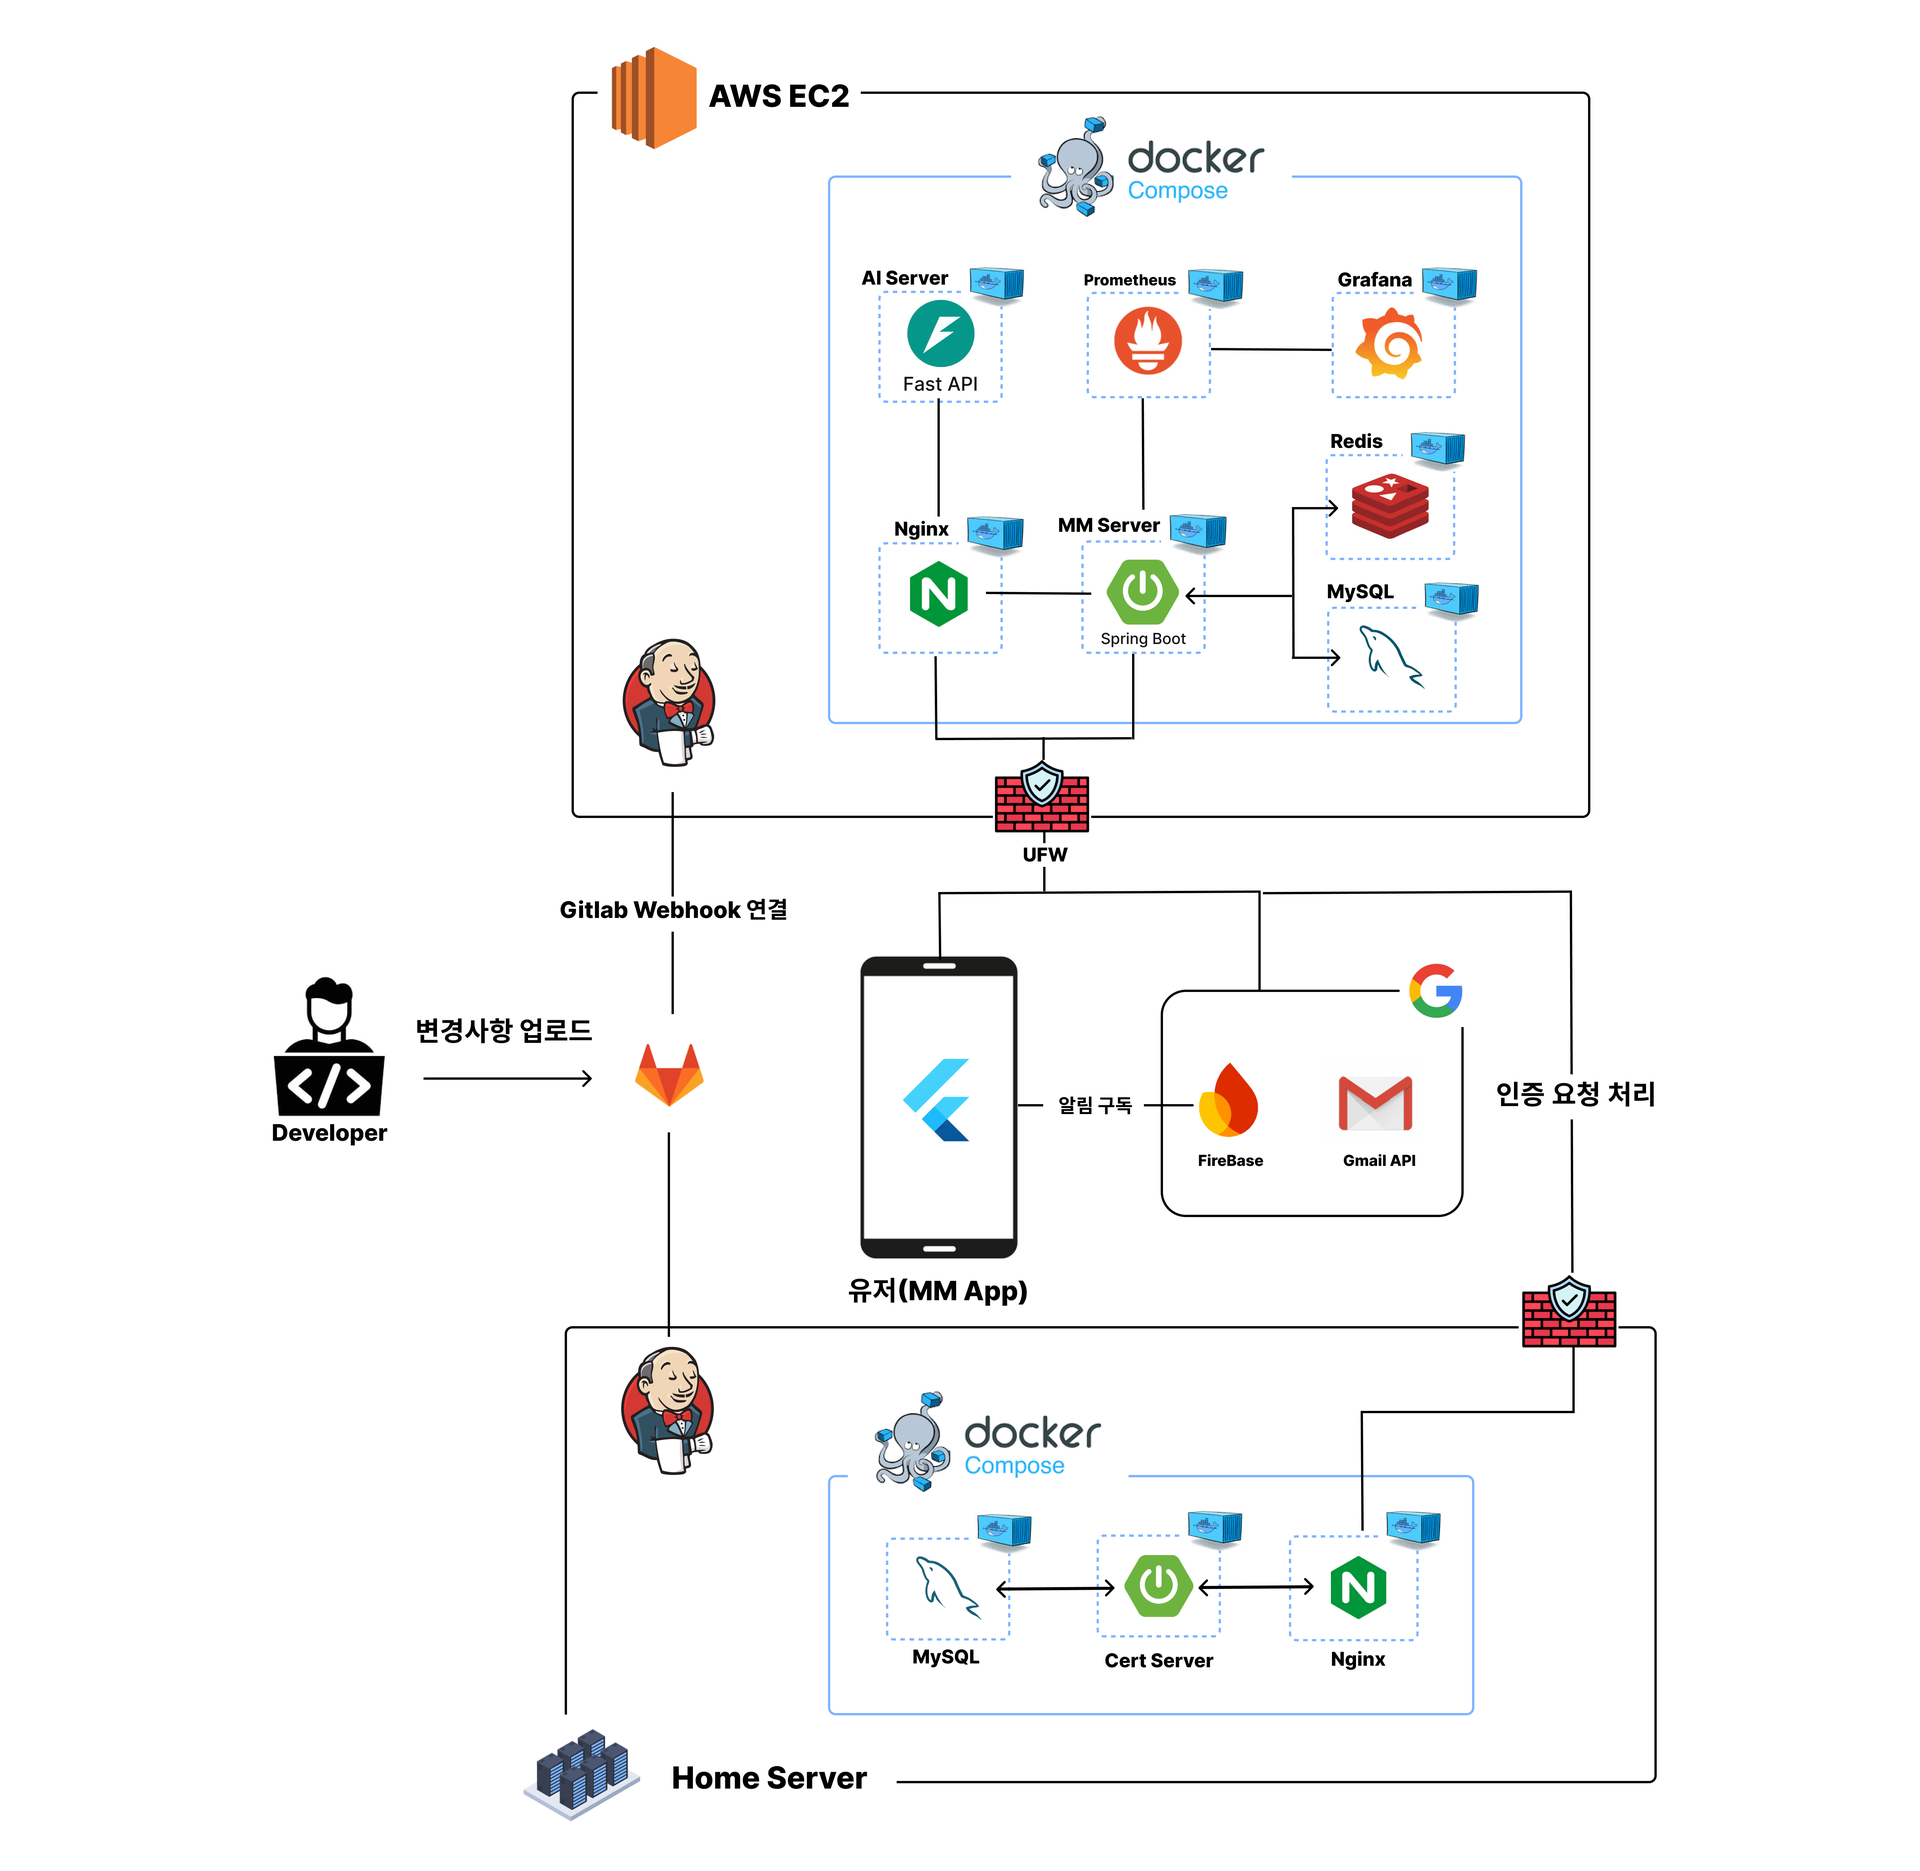 AWS EC2
docker
Compose
AI Server
Prometheus
Grafana
Fast API
Redis
Nginx
MM Server
MySQL
Spring Boot
UFW
Gitlab Webhook 연결
변경사항 업로드
Developer
알림 구독
FireBase
Gmail API
인증 요청 처리
유저(MM App)
docker
Compose
MySQL
Cert Server
Nginx
Home Server